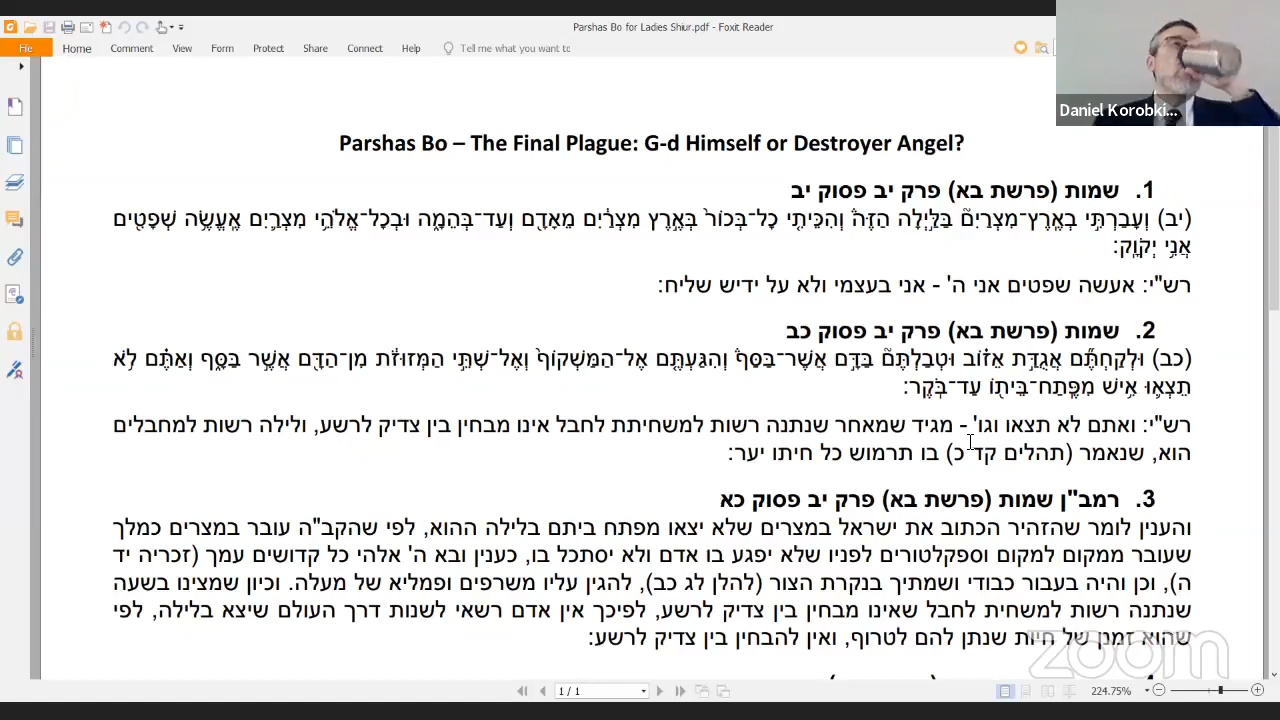 Parshas Bo for Ladies Shiur.pdf - Foxit Reader
File Home Comment View Form Protect Share Connect Help Tell me what you want to
Daniel Korobki...
Parshas Bo – The Final Plague: G-d Himself or Destroyer Angel?
1. שמות (פרשת בא) פרק יב פסוק יב
(יב) וְעָבַרְתִּ֣י בְאֶֽרֶץ־מִצְרַיִם֮ בַּלַּ֣יְלָה הַזֶּה֒ וְהִכֵּיתִ֤י כָל־בְּכוֹר֙ בְּאֶ֣רֶץ מִצְרַ֔יִם מֵאָדָ֖ם וְעַד־בְּהֵמָ֑ה וּבְכָל־אֱלֹהֵ֥י מִצְרַ֛יִם אֶֽעֱשֶׂ֥ה שְׁפָטִ֖ים
אֲנִ֥י יְקֹוָֽק:
רש"י: אעשה שפטים אני ה' - אני בעצמי ולא על ידיש שליח:
2. שמות (פרשת בא) פרק יב פסוק כב
(כב) וּלְקַחְתֶּ֞ם אֲגֻדַּ֣ת אֵז֗וֹב וּטְבַלְתֶּם֮ בַּדָּ֣ם אֲשֶׁר־בַּסַּף֒ וְהִגַּעְתֶּ֤ם אֶל־הַמַּשְׁקוֹף֙ וְאֶל־שְׁתֵּ֣י הַמְּזוּזֹ֔ת מִן־הַדָּ֖ם אֲשֶׁ֣ר בַּסָּ֑ף וְאַתֶּ֗ם לֹ֥א
תֵצְא֛וּ אִ֥ישׁ מִפֶּֽתַח־בֵּית֖וֹ עַד־בֹּֽקֶר:
רש"י: ואתם לא תצאו וגו' - מגיד שמאחר שנתנה רשות למשחיתת לחבל אינו מבחין בין צדיק לרשע, ולילה רשות למחבלים
הוא, שנאמר (תהלים קד כ) בו תרמוש כל חיתו יער:
3. רמב"ן שמות (פרשת בא) פרק יב פסוק כא
והענין לומר שהזהיר הכתוב את ישראל במצרים שלא יצאו מפתח ביתם בלילה ההוא, לפי שהקב"ה עובר במצרים כמלך
שעובר ממקום למקום וספקלטורים לפניו שלא יפגע בו אדם ולא יסתכל בו, כענין ובא ה' אלהי כל קדושים עמך (זכריה יד
ה), וכן והיה בעבור כבודי ושמתיך בנקרת הצור (להלן לג כב), להגין עליו משרפים ופמליא של מעלה. וכיון שמצינו בשעה
שנתנה רשות למשחית לחבל שאינו מבחין בין צדיק לרשע, לפיכך אין אדם רשאי לשנות דרך העולם שיצא בלילה, לפי
שהוא זמנן של חיות שנתן להם לטרוף, ואין להבחין בין צדיק לרשע:
zoom
1 / 1 224.75%